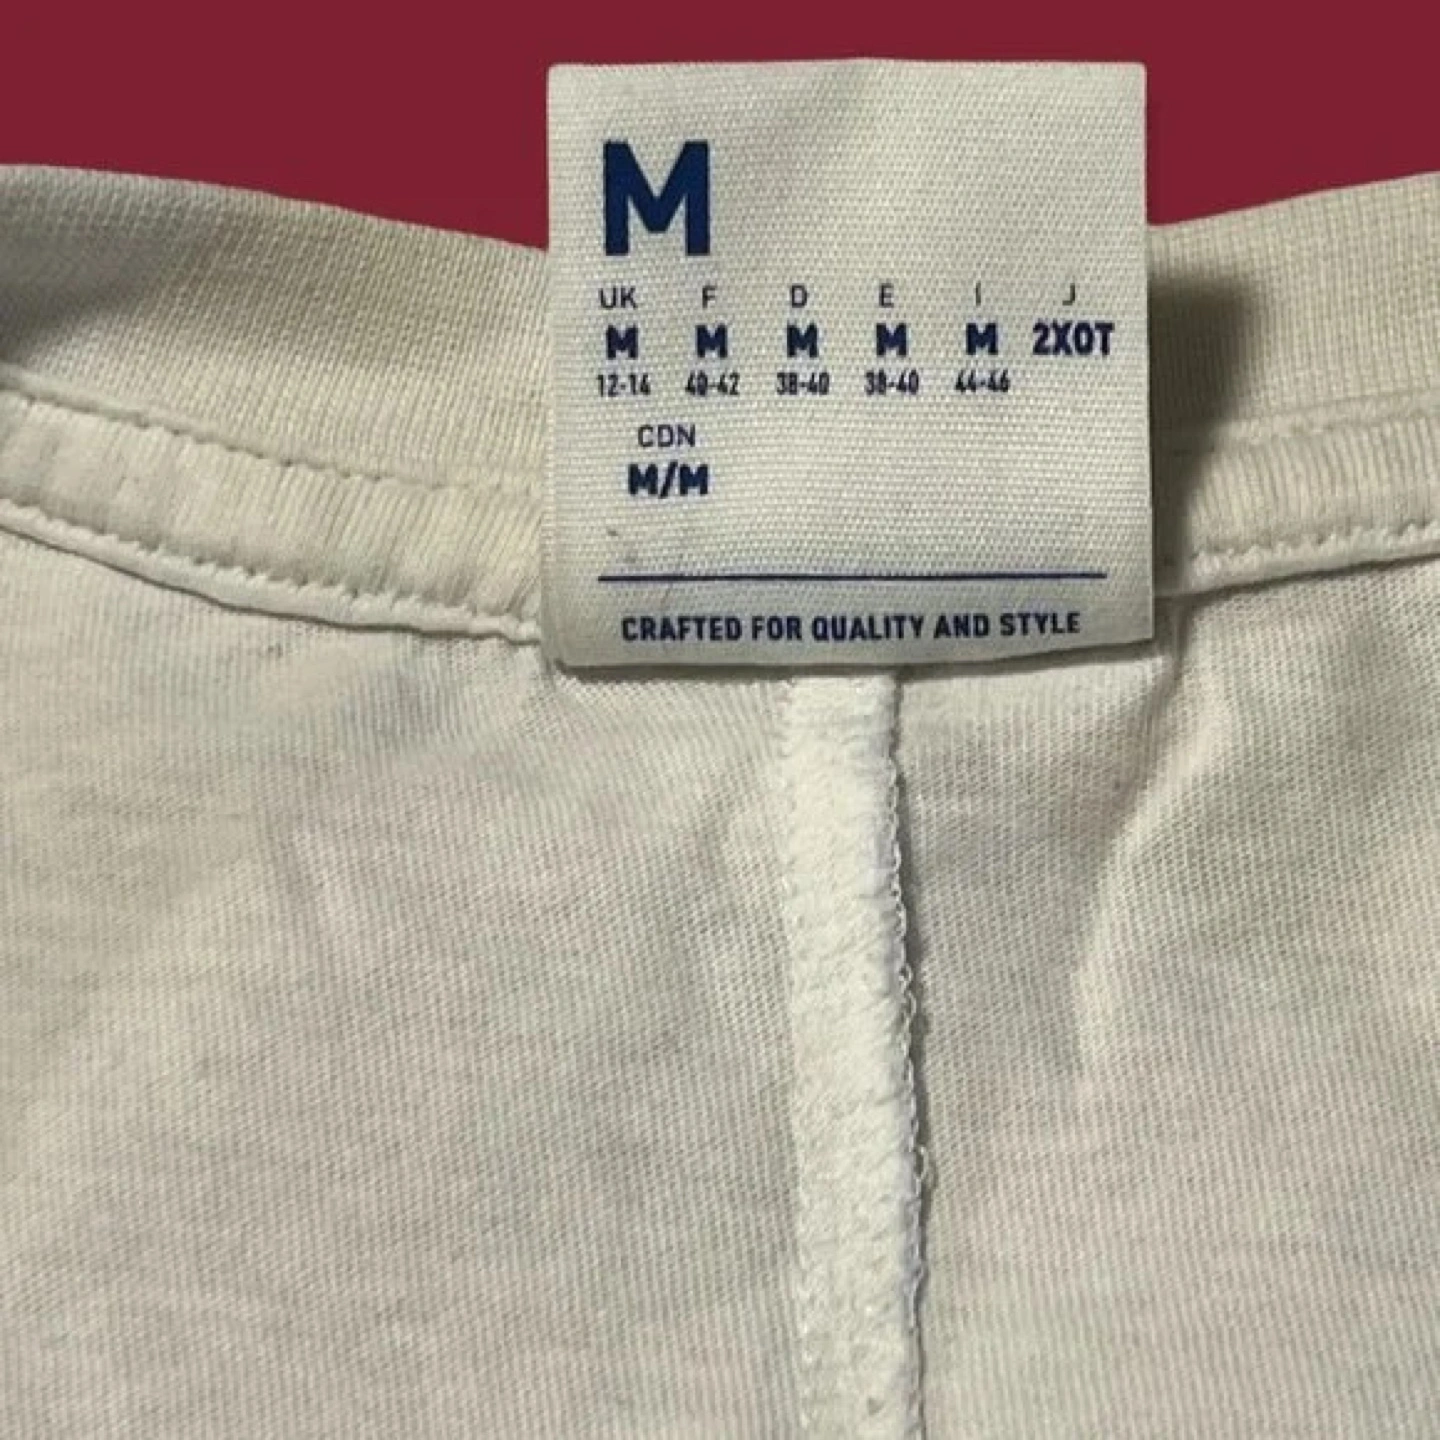 M
UK F D E I J
M M M M M 2XOT
12-14 40-42 38-40 38-40 44-46
CDN
M/M
CRAFTED FOR QUALITY AND STYLE